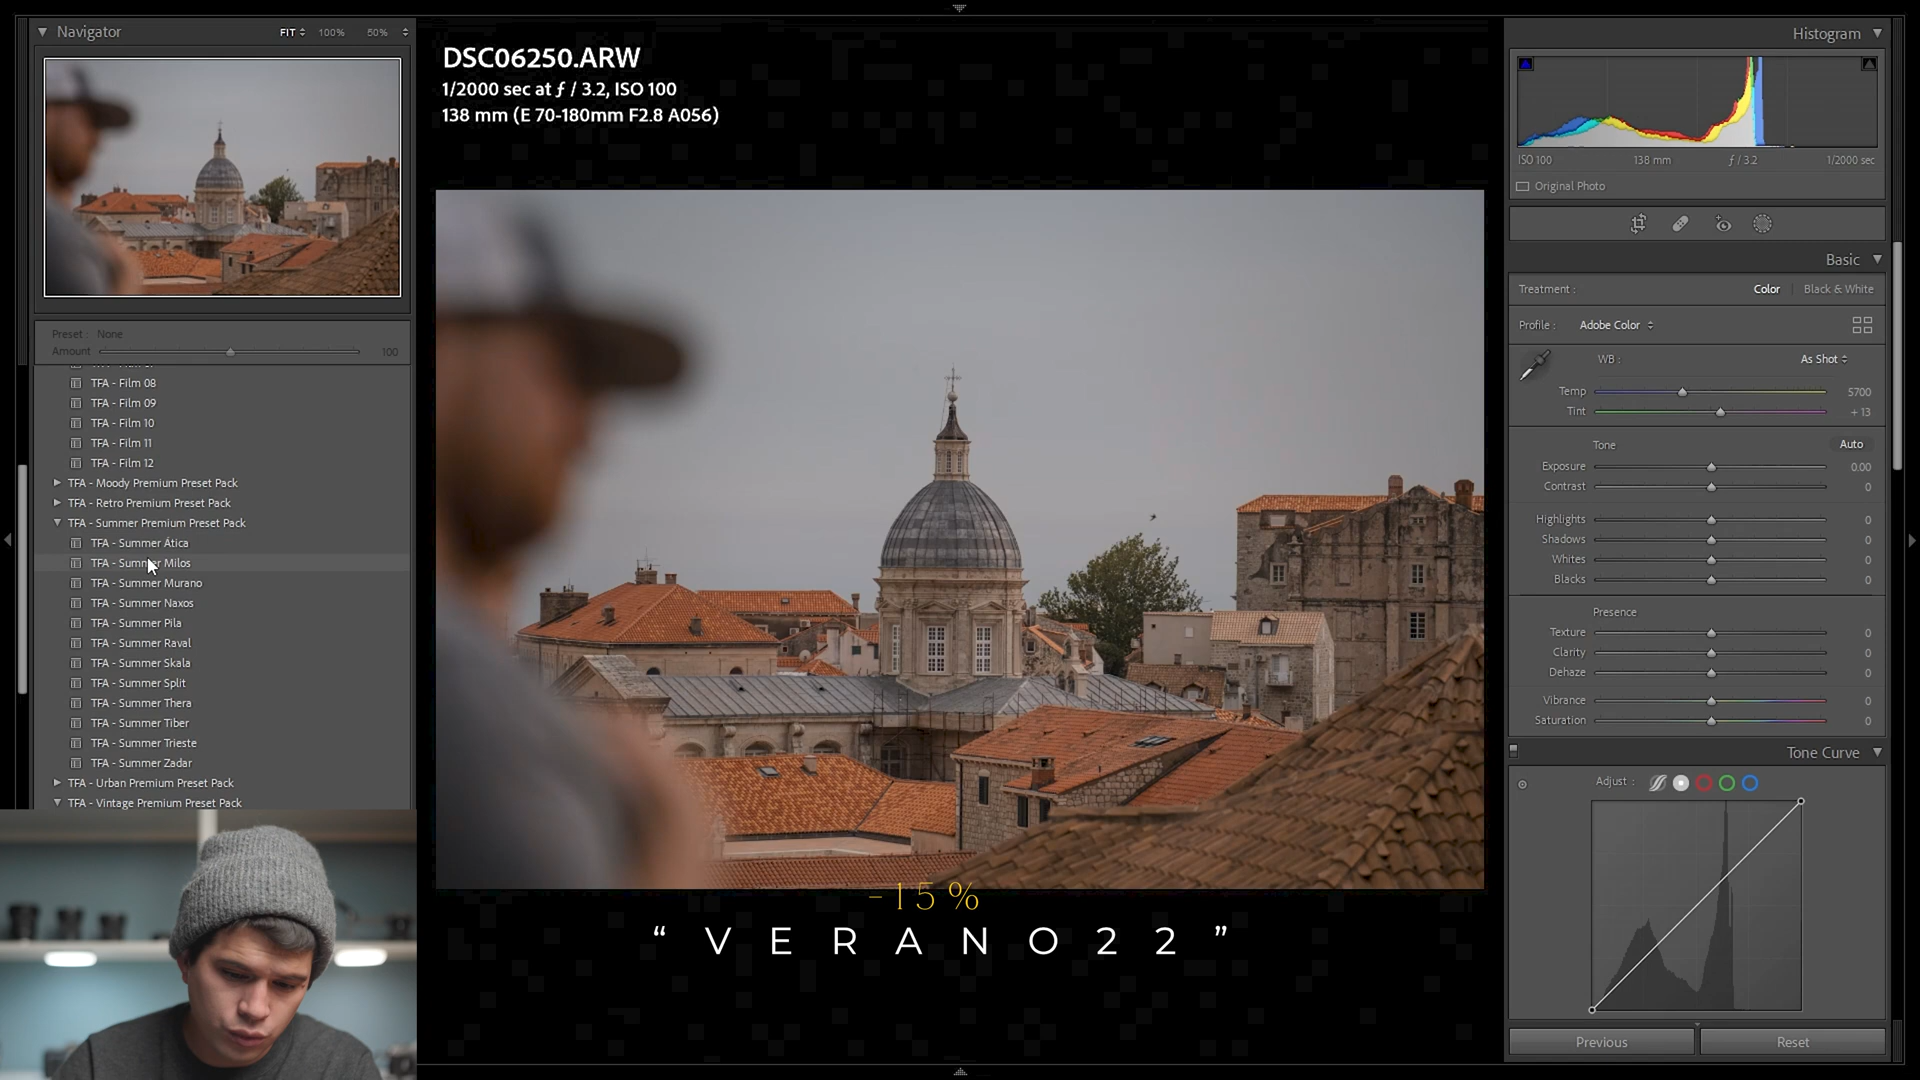 Navigator
FIT 100% 50%
Preset : None
Amount 100
TFA - Film 08
TFA - Film 09
TFA - Film 10
TFA - Film 11
TFA - Film 12
TFA - Moody Premium Preset Pack
TFA - Retro Premium Preset Pack
TFA - Summer Premium Preset Pack
TFA - Summer Ática
TFA - Summer Milos
TFA - Summer Murano
TFA - Summer Naxos
TFA - Summer Pila
TFA - Summer Raval
TFA - Summer Skala
TFA - Summer Split
TFA - Summer Thera
TFA - Summer Tiber
TFA - Summer Trieste
TFA - Summer Zadar
TFA - Urban Premium Preset Pack
TFA - Vintage Premium Preset Pack
DSC06250.ARW
1/2000 sec at ƒ / 3.2, ISO 100
138 mm (E 70-180mm F2.8 A056)
-15%
“VERANO22”
Histogram
ISO 100 138 mm ƒ / 3.2 1/2000 sec
Original Photo
Basic
Treatment : Color Black & White
Profile : Adobe Color
WB : As Shot
Temp 5700
Tint + 13
Tone Auto
Exposure 0.00
Contrast 0
Highlights 0
Shadows 0
Whites 0
Blacks 0
Presence
Texture 0
Clarity 0
Dehaze 0
Vibrance 0
Saturation 0
Tone Curve
Adjust :
Previous Reset